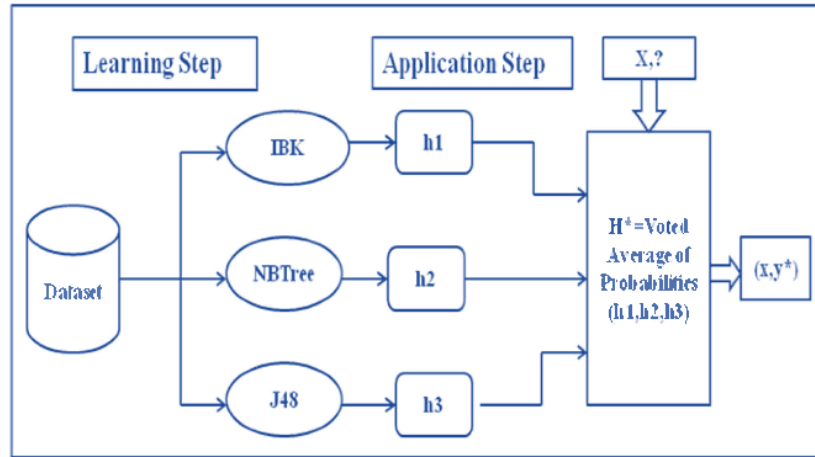 Learning Step
Application Step
X,?
IBK
h1
Dataset
NBTree
h2
H*=Voted
Average of
Probabilities
(h1,h2,h3)
(x,y*)
J48
h3